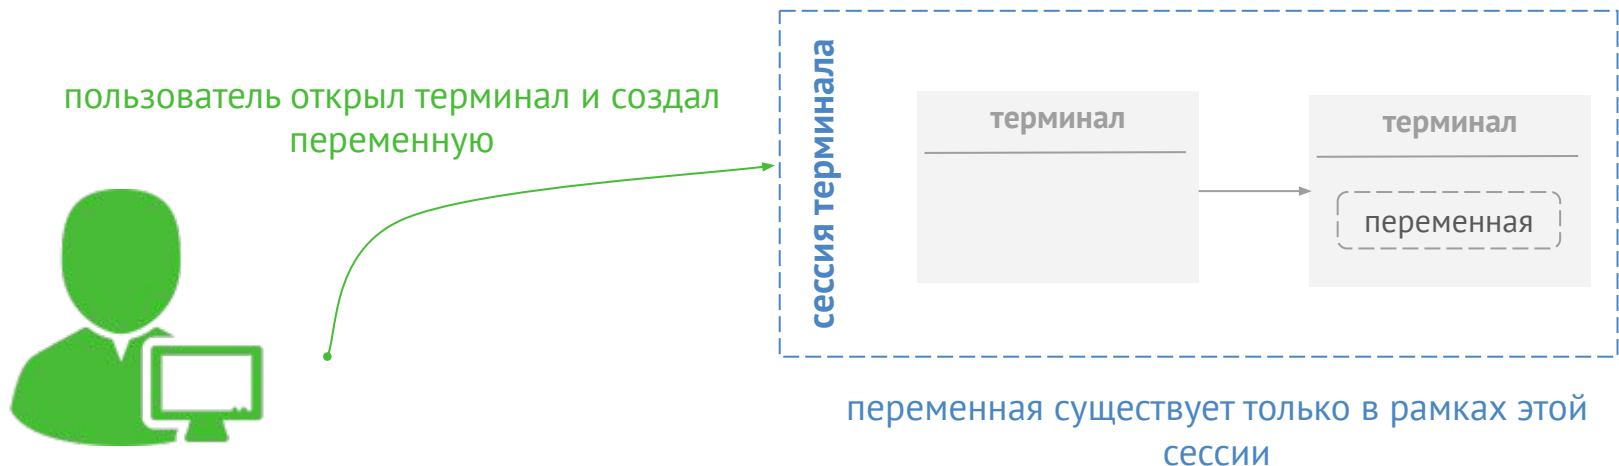 пользователь открыл терминал и создал
переменную
сессия терминала
терминал
терминал
переменная
переменная существует только в рамках этой
сессии